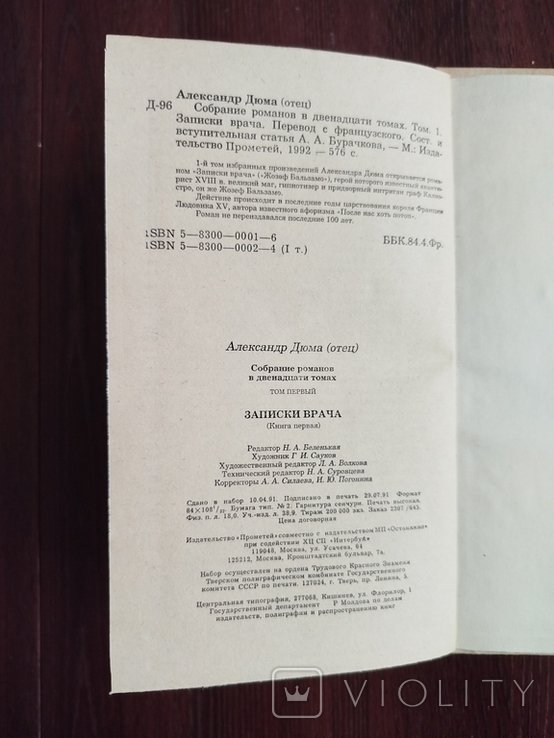 Александр Дюма (отец)
Д-96 Собрание романов в двенадцати томах. Том. 1.
Записки врача. Перевод с французского. Сост. и
вступительная статья А. А. Бурачкова, — М.: Изда-
тельство Прометей, 1992 — 576 с.
1-й том избранных произведений Александра Дюма открывается рома-
ном «Записки врача» («Жозеф Бальзамо»), герой которого известный авантю-
рист XVIII в. великий маг, гипнотизер и придворный интриган граф Калио-
стро, он же Жозеф Бальзамо.
Действие происходит в последние годы царствования короля Франции
Людовика XV, автора известного афоризма «После нас хоть потоп».
Роман не переиздавался последние 100 лет.
ISBN 5—8300—0001—6
ISBN 5—8300—0002—4 (I т.)
ББК.84.4.Фр.
Александр Дюма (отец)
Собрание романов
в двенадцати томах
ТОМ ПЕРВЫЙ
ЗАПИСКИ ВРАЧА
(Книга первая)
Редактор Н. А. Беленькая
Художник Г. И. Сауков
Художественный редактор Л. А. Волкова
Технический редактор Н. А. Суровцева
Корректоры А. А. Силаева, И. Ю. Погонина
Сдано в набор 10.04.91. Подписано в печать 29.07.91 Формат
84×108¹/₃₂. Бумага тип. № 2. Гарнитура сенчури. Печать высокая.
Физ. п л. 18,0. Уч.-изд. л. 38,9. Тираж 200 000 экз. Заказ 2307/643.
Цена договорная
Издательство «Прометей» совместно с издательством МП «Останкино»
при содействии ХЦ СП «Интербук»
119048, Москва, ул. Усачева, 64
125212, Москва, Кронштадтский бульвар, 7а.
Набор осуществлен на ордена Трудового Красного Знамени
Тверском полиграфическом комбинате Государственного
комитета СССР по печати. 127024, г. Тверь, пр. Ленина, 5.
Центральная типография, 277068, Кишинев, ул. Флорилор, 1
Государственный департамент Р Молдова по делам
издательств, полиграфии и распространению книг
VIOLITY